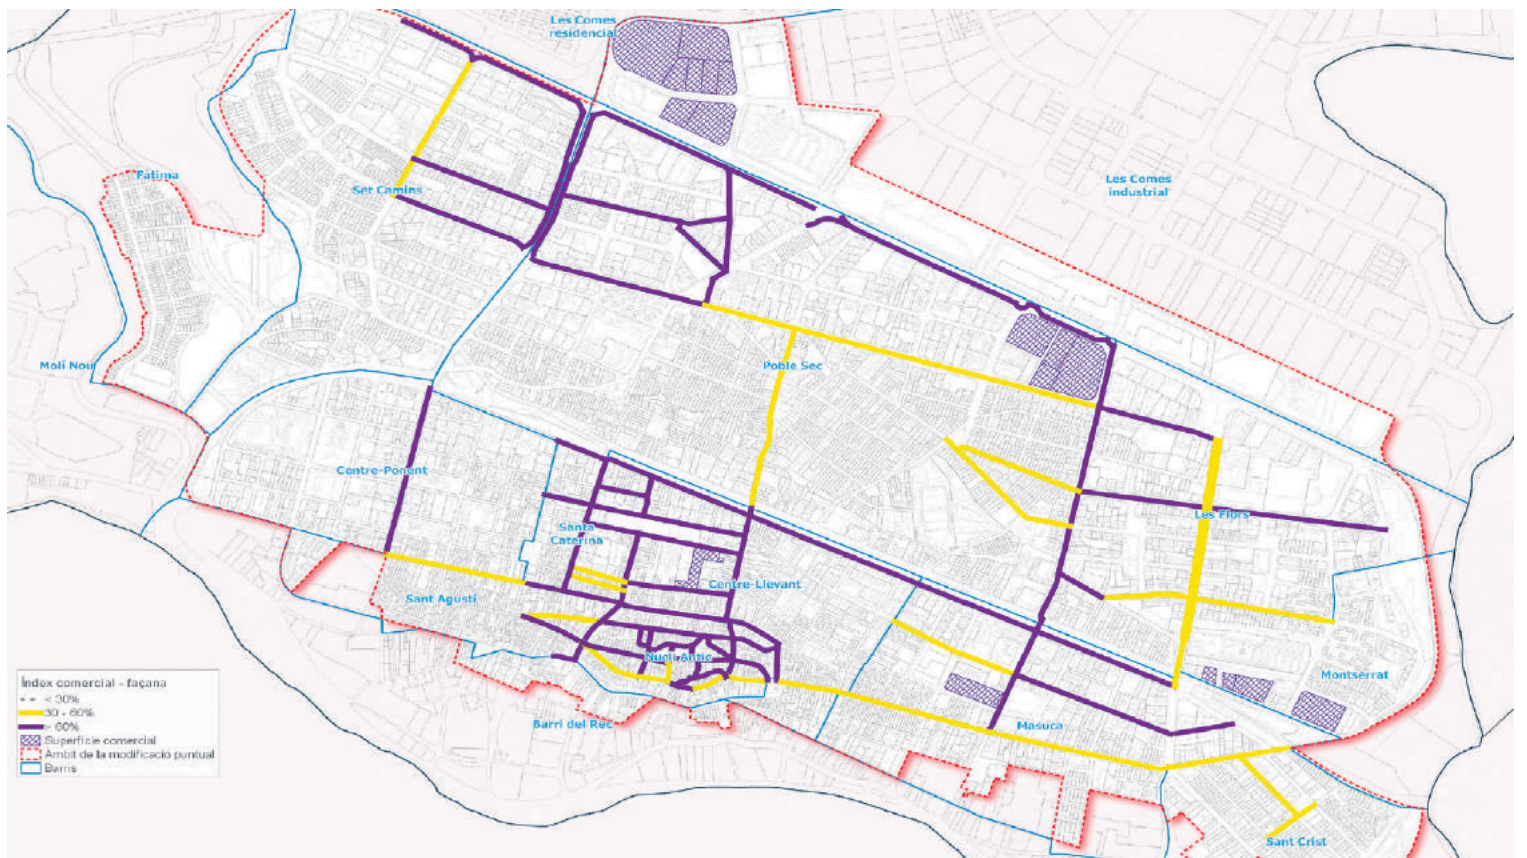 Les Comes
residencial
Fàtima
Set Camins
Les Comes
industrial
Molí Nou
Poble Sec
Centre-Ponent
Les Flors
Santa
Caterina
Centre-Llevant
Sant Agustí
Nucli Antic
Montserrat
Barri del Rec
Masuca
Sant Crist
Índex comercial - façana
< 30%
30 - 60%
> 60%
Superfície comercial
Àmbit de la modificació puntual
Barris